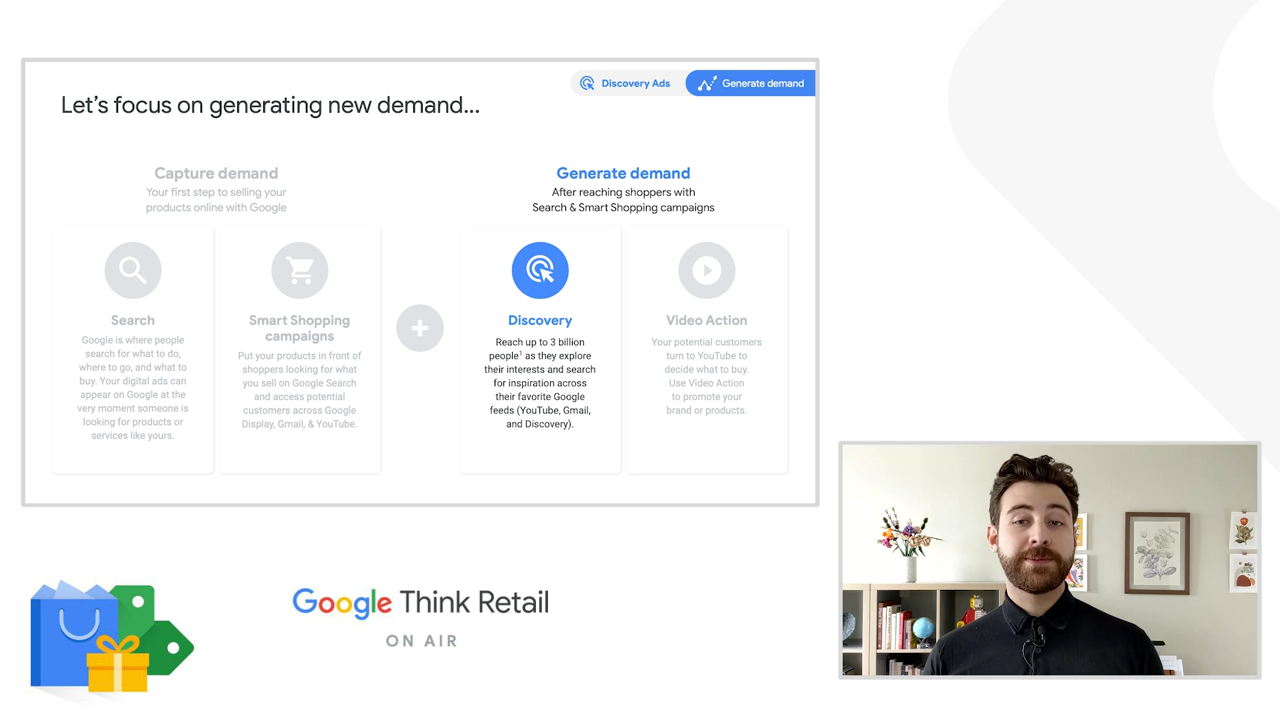 Discovery Ads
Generate demand
Let's focus on generating new demand...
Capture demand
Your first step to selling your
products online with Google
Generate demand
After reaching shoppers with
Search & Smart Shopping campaigns
Search
Google is where people
search for what to do,
where to go, and what to
buy. Your digital ads can
appear on Google at the
very moment someone is
looking for products or
services like yours.
Smart Shopping
campaigns
Put your products in front of
shoppers looking for what
you sell on Google Search
and access potential
customers across Google
Display, Gmail, & YouTube.
+
Discovery
Reach up to 3 billion
people¹ as they explore
their interests and search
for inspiration across
their favorite Google
feeds (YouTube, Gmail,
and Discovery).
Video Action
Your potential customers
turn to YouTube to
decide what to buy.
Use Video Action
to promote your
brand or products.
Google Think Retail
ON AIR